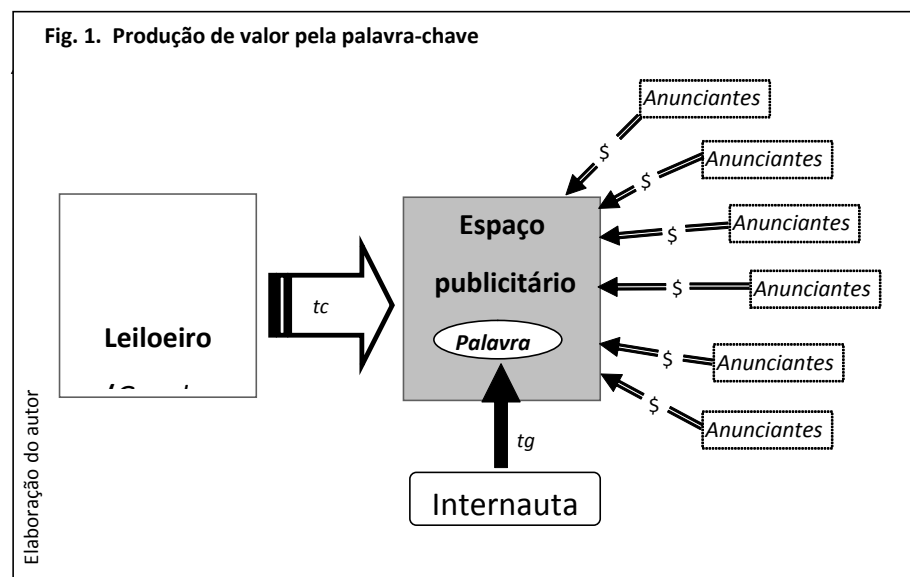 Fig. 1. Produção de valor pela palavra-chave
Anunciantes
$
Anunciantes
$
Espaço
publicitário
Anunciantes
$
Anunciantes
$
tc
Leiloeiro
Palavra
Anunciantes
$
Anunciantes
$
tg
Internauta
Elaboração do autor